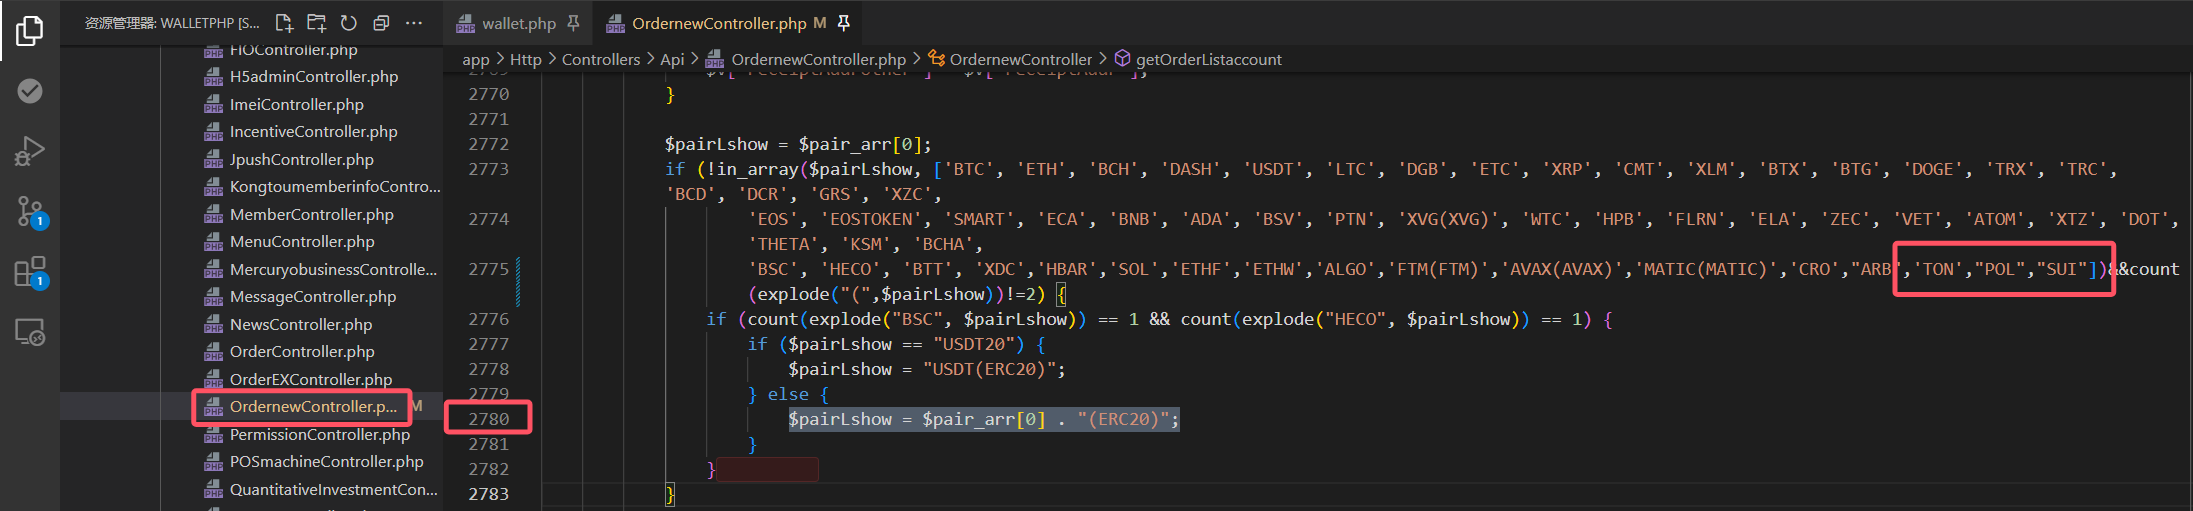 资源管理器: WALLETPHP [S...
wallet.php
OrdernewController.php M
FIOController.php
H5adminController.php
ImeiController.php
IncentiveController.php
JpushController.php
KongtoumemberinfoContro...
MemberController.php
MenuController.php
MercuryobusinessControlle...
MessageController.php
NewsController.php
OrderController.php
OrderEXController.php
OrdernewController.p... M
PermissionController.php
POSmachineController.php
QuantitativeInvestmentCon...
1
1
app > Http > Controllers > Api > OrdernewController.php > OrdernewController > getOrderListaccount
2770 }
2771
2772 $pairLshow = $pair_arr[0];
2773 if (!in_array($pairLshow, ['BTC', 'ETH', 'BCH', 'DASH', 'USDT', 'LTC', 'DGB', 'ETC', 'XRP', 'CMT', 'XLM', 'BTX', 'BTG', 'DOGE', 'TRX', 'TRC',
'BCD', 'DCR', 'GRS', 'XZC',
2774 'EOS', 'EOSTOKEN', 'SMART', 'ECA', 'BNB', 'ADA', 'BSV', 'PTN', 'XVG(XVG)', 'WTC', 'HPB', 'FLRN', 'ELA', 'ZEC', 'VET', 'ATOM', 'XTZ', 'DOT',
'THETA', 'KSM', 'BCHA',
2775 'BSC', 'HECO', 'BTT', 'XDC','HBAR','SOL','ETHF','ETHW','ALGO','FTM(FTM)','AVAX(AVAX)','MATIC(MATIC)','CRO',"ARB",'TON',"POL","SUI"])&&count
(explode("(",$pairLshow))!=2) {
2776 if (count(explode("BSC", $pairLshow)) == 1 && count(explode("HECO", $pairLshow)) == 1) {
2777 if ($pairLshow == "USDT20") {
2778 $pairLshow = "USDT(ERC20)";
2779 } else {
2780 $pairLshow = $pair_arr[0] . "(ERC20)";
2781 }
2782 }
2783 }